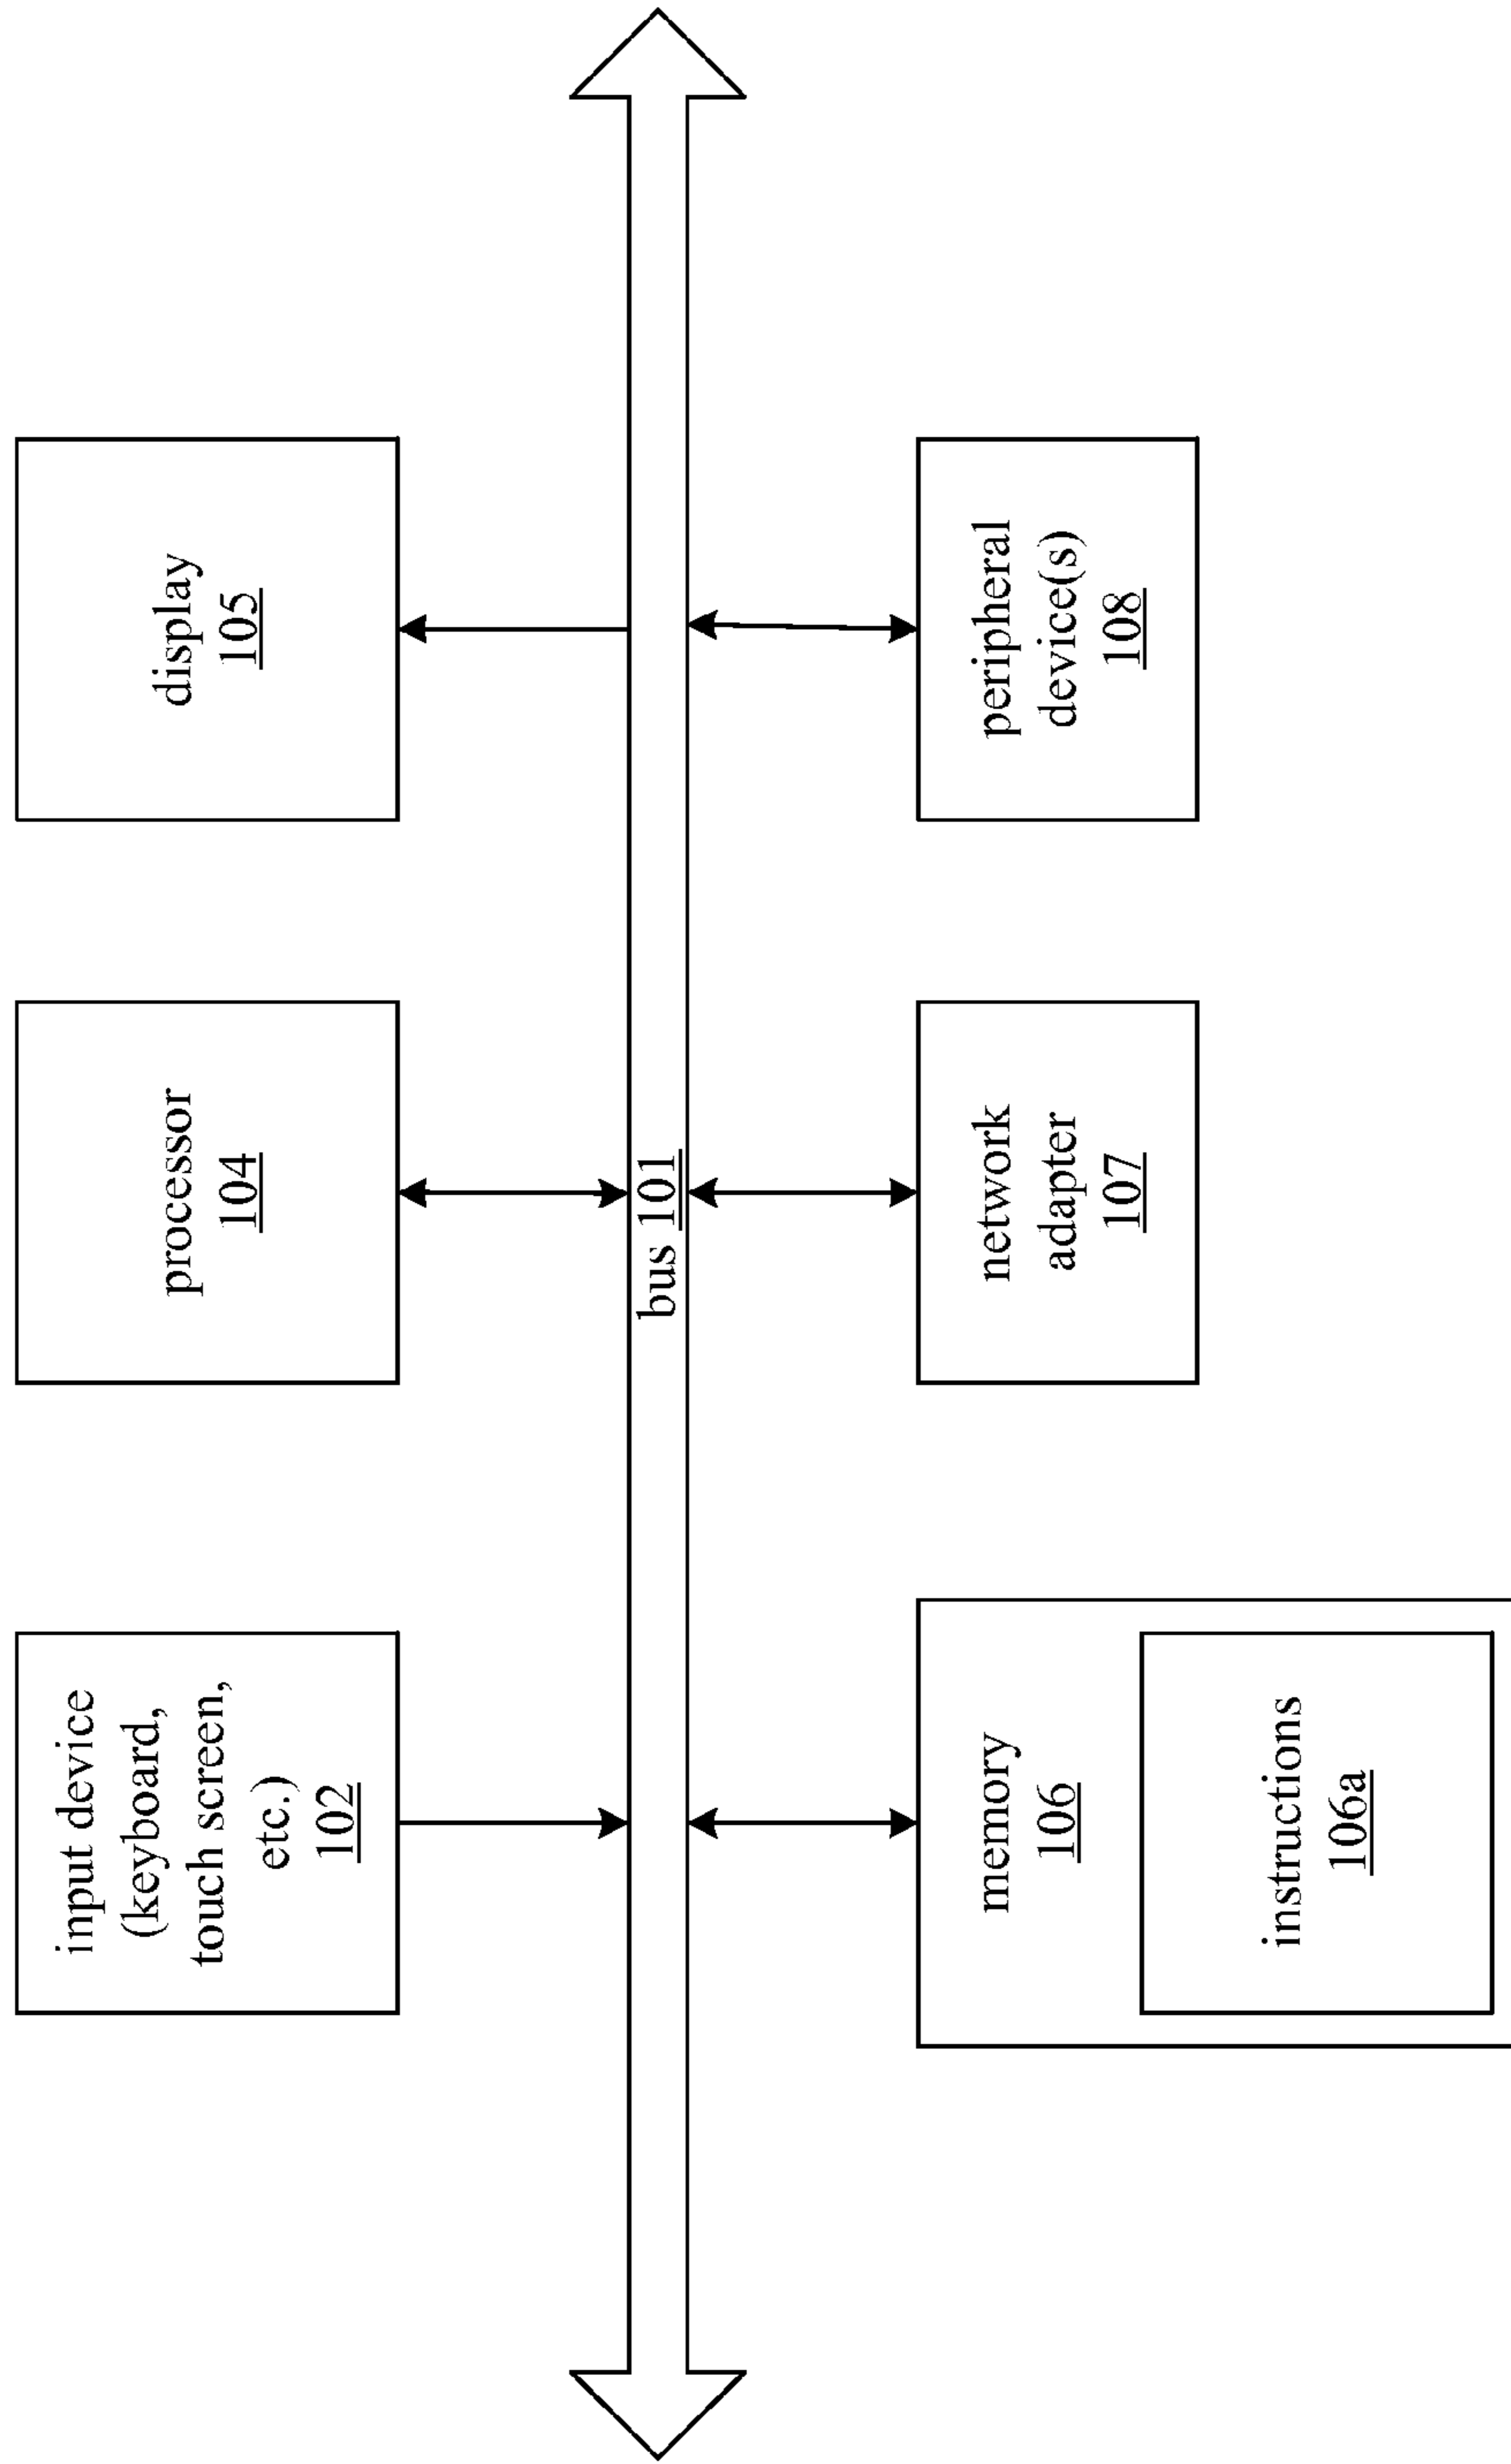 input device
(keyboard,
touch screen,
etc.)
102
processor
104
display
105
bus 101
memory
106
instructions
106a
network
adapter
107
peripheral
device(s)
108